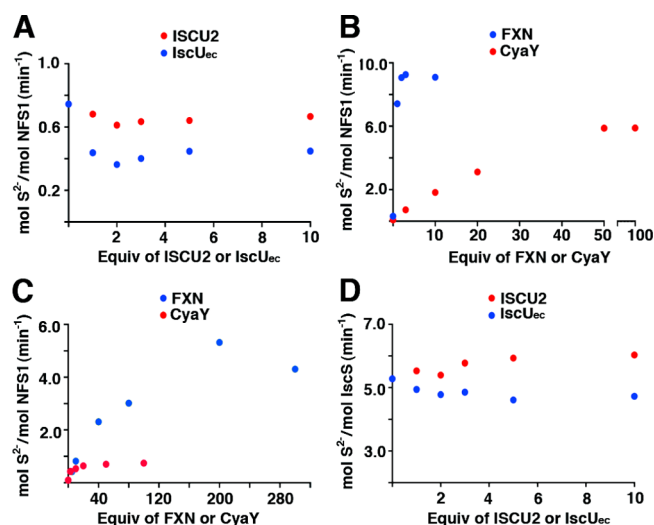 A
ISCU2
IscUec
mol S2-/mol NFS1 (min-1)
1.0
0.6
0.2
0
2
4
6
8
10
Equiv of ISCU2 or IscUec
B
FXN
CyaY
mol S2-/mol NFS1 (min-1)
10.0
6.0
2.0
0
10
20
30
40
50
100
Equiv of FXN or CyaY
C
FXN
CyaY
mol S2-/mol NFS1 (min-1)
6.0
4.0
2.0
40
120
200
280
Equiv of FXN or CyaY
D
ISCU2
IscUec
mol S2-/mol IscS (min-1)
7.0
5.0
3.0
0
2
4
6
8
10
Equiv of ISCU2 or IscUec